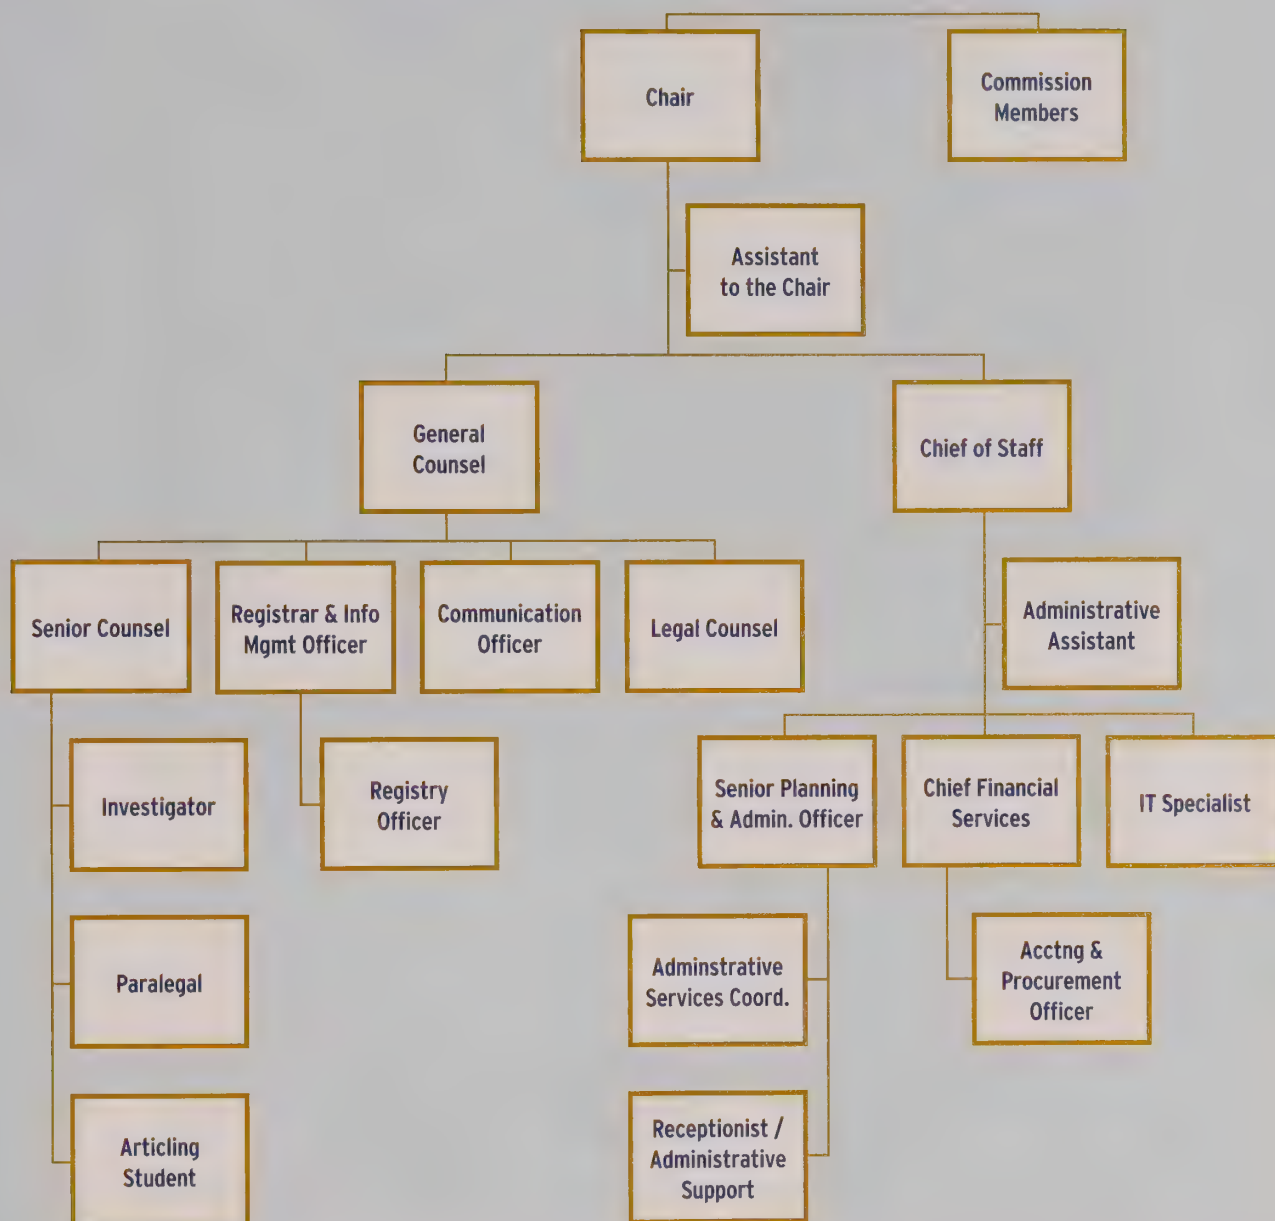 Chair
Commission
Members
Assistant
to the Chair
General
Counsel
Chief of Staff
Senior Counsel
Registrar & Info
Mgmt Officer
Communication
Officer
Legal Counsel
Administrative
Assistant
Investigator
Registry
Officer
Senior Planning
& Admin. Officer
Chief Financial
Services
IT Specialist
Paralegal
Adminstrative
Services Coord.
Acctng &
Procurement
Officer
Articling
Student
Receptionist /
Administrative
Support